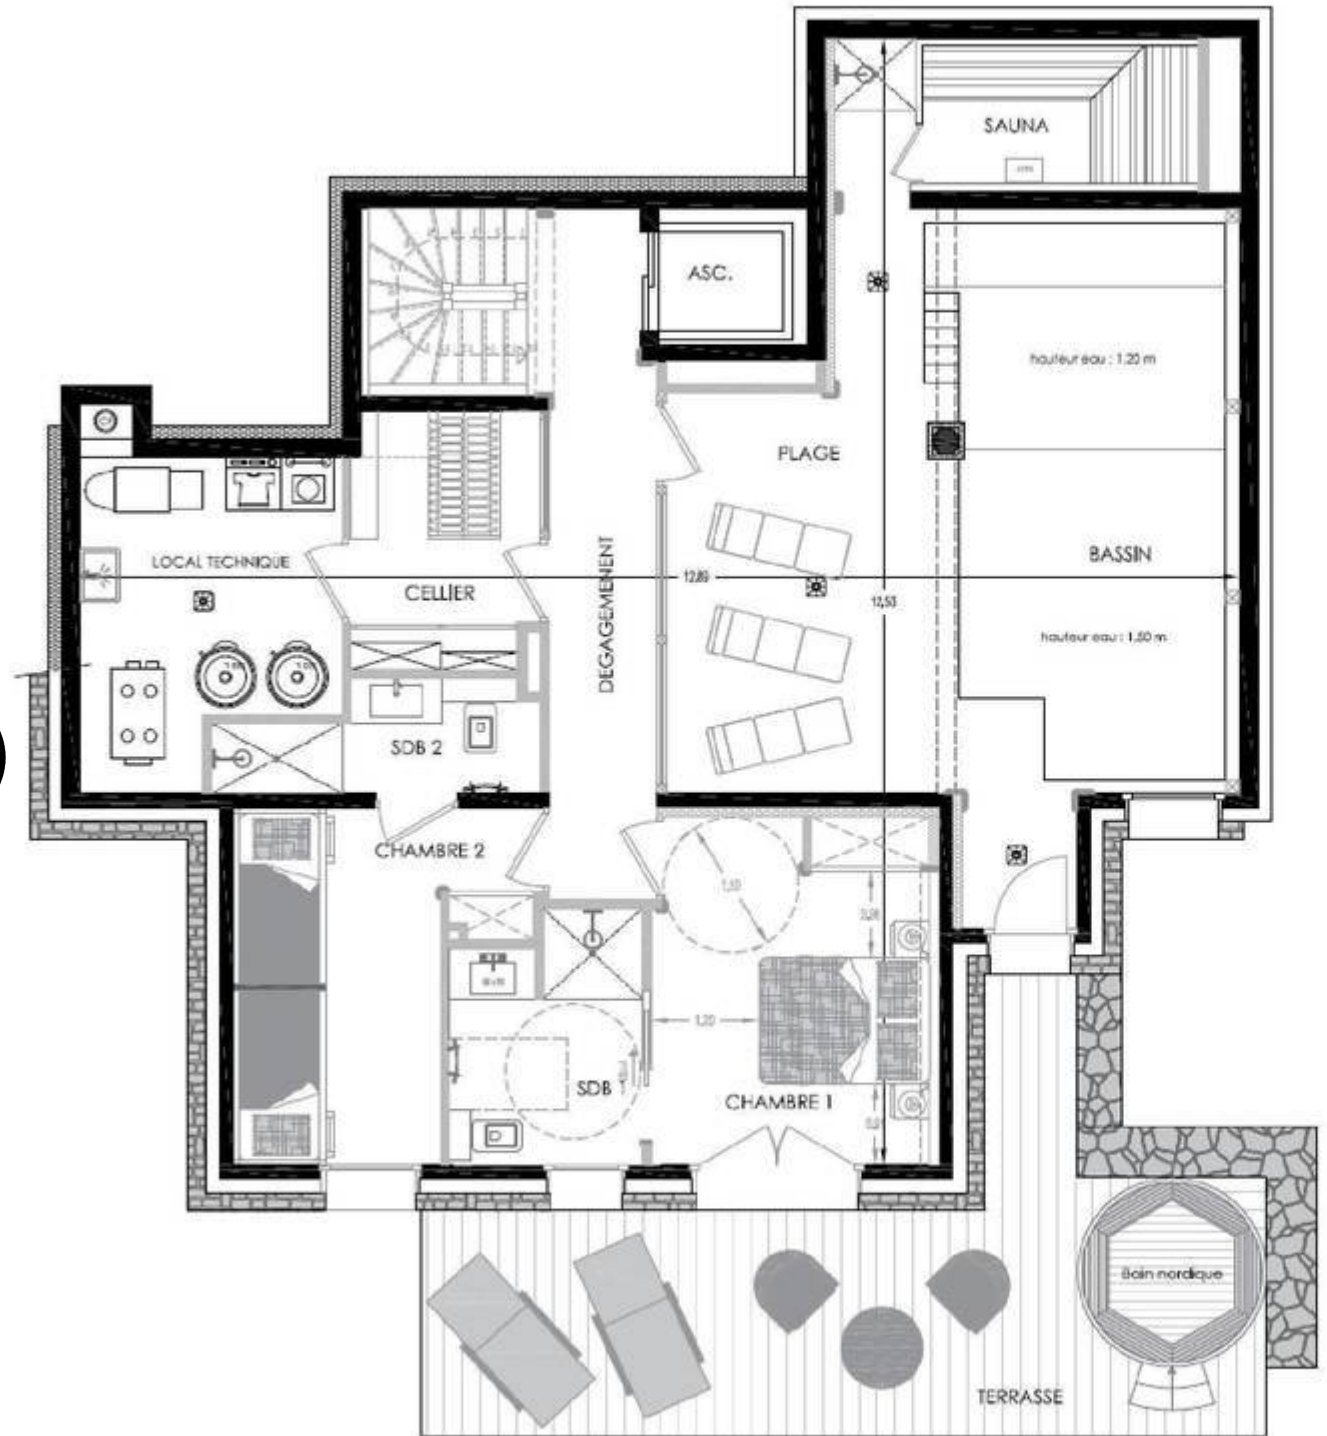 SAUNA
ASC.
hauteur eau : 1,20 m
PLAGE
LOCAL TECHNIQUE
BASSIN
DEGAGEMENT
12,89
CELLIER
12,53
hauteur eau : 1,50 m
SDB 2
CHAMBRE 2
1,50
1,20
SDB
CHAMBRE 1
Bain nordique
TERRASSE